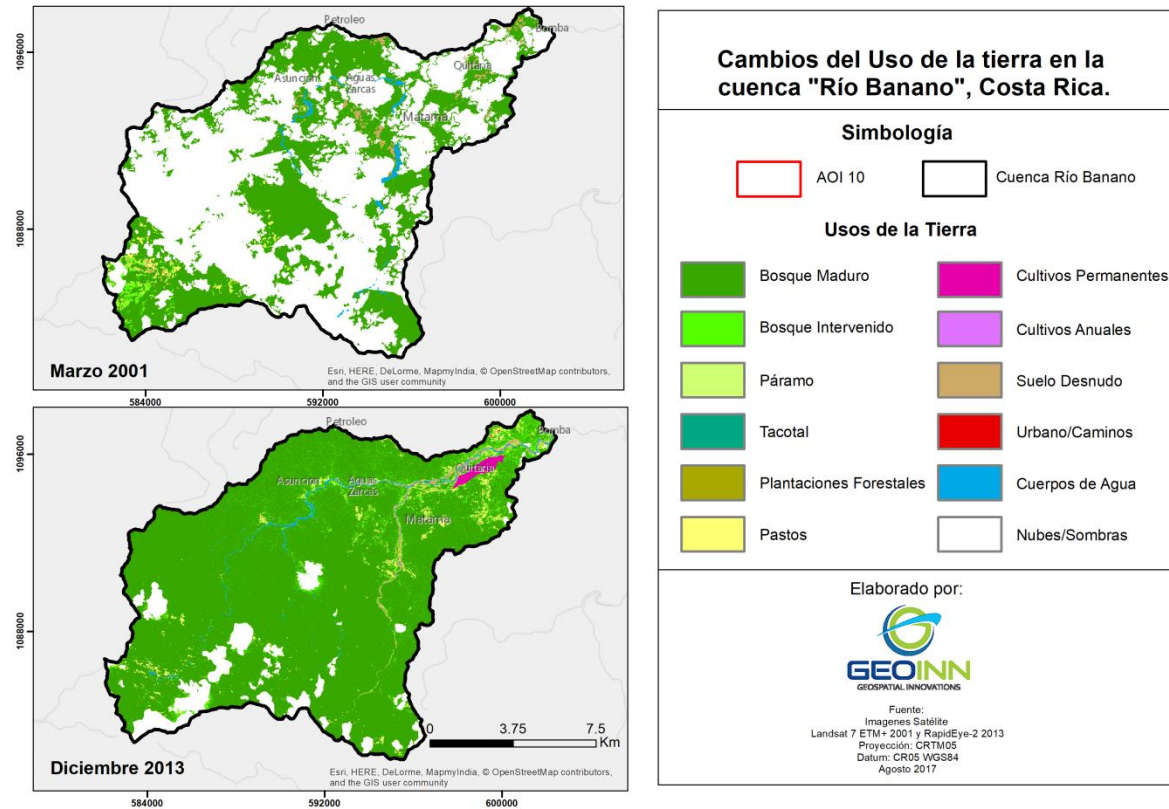 Petroleo
Bomba
Quitaria
Asuncion
Aguas
Zarcas
Matama
1096000
1088000
Marzo 2001
Esri, HERE, DeLorme, MapmyIndia, © OpenStreetMap contributors,
and the GIS user community
584000
592000
600000
Petroleo
Bomba
Quitaria
Asuncion
Aguas
Zarcas
Matama
1096000
1088000
0
3.75
7.5
Km
Diciembre 2013
Esri, HERE, DeLorme, MapmyIndia, © OpenStreetMap contributors,
and the GIS user community
584000
592000
600000
Cambios del Uso de la tierra en la
cuenca "Río Banano", Costa Rica.
Simbología
AOI 10
Cuenca Río Banano
Usos de la Tierra
Bosque Maduro
Cultivos Permanentes
Bosque Intervenido
Cultivos Anuales
Páramo
Suelo Desnudo
Tacotal
Urbano/Caminos
Plantaciones Forestales
Cuerpos de Agua
Pastos
Nubes/Sombras
Elaborado por:
GEOINN
GEOSPATIAL INNOVATIONS
Fuente:
Imagenes Satélite
Landsat 7 ETM+ 2001 y RapidEye-2 2013
Proyección: CRTM05
Datum: CR05 WGS84
Agosto 2017